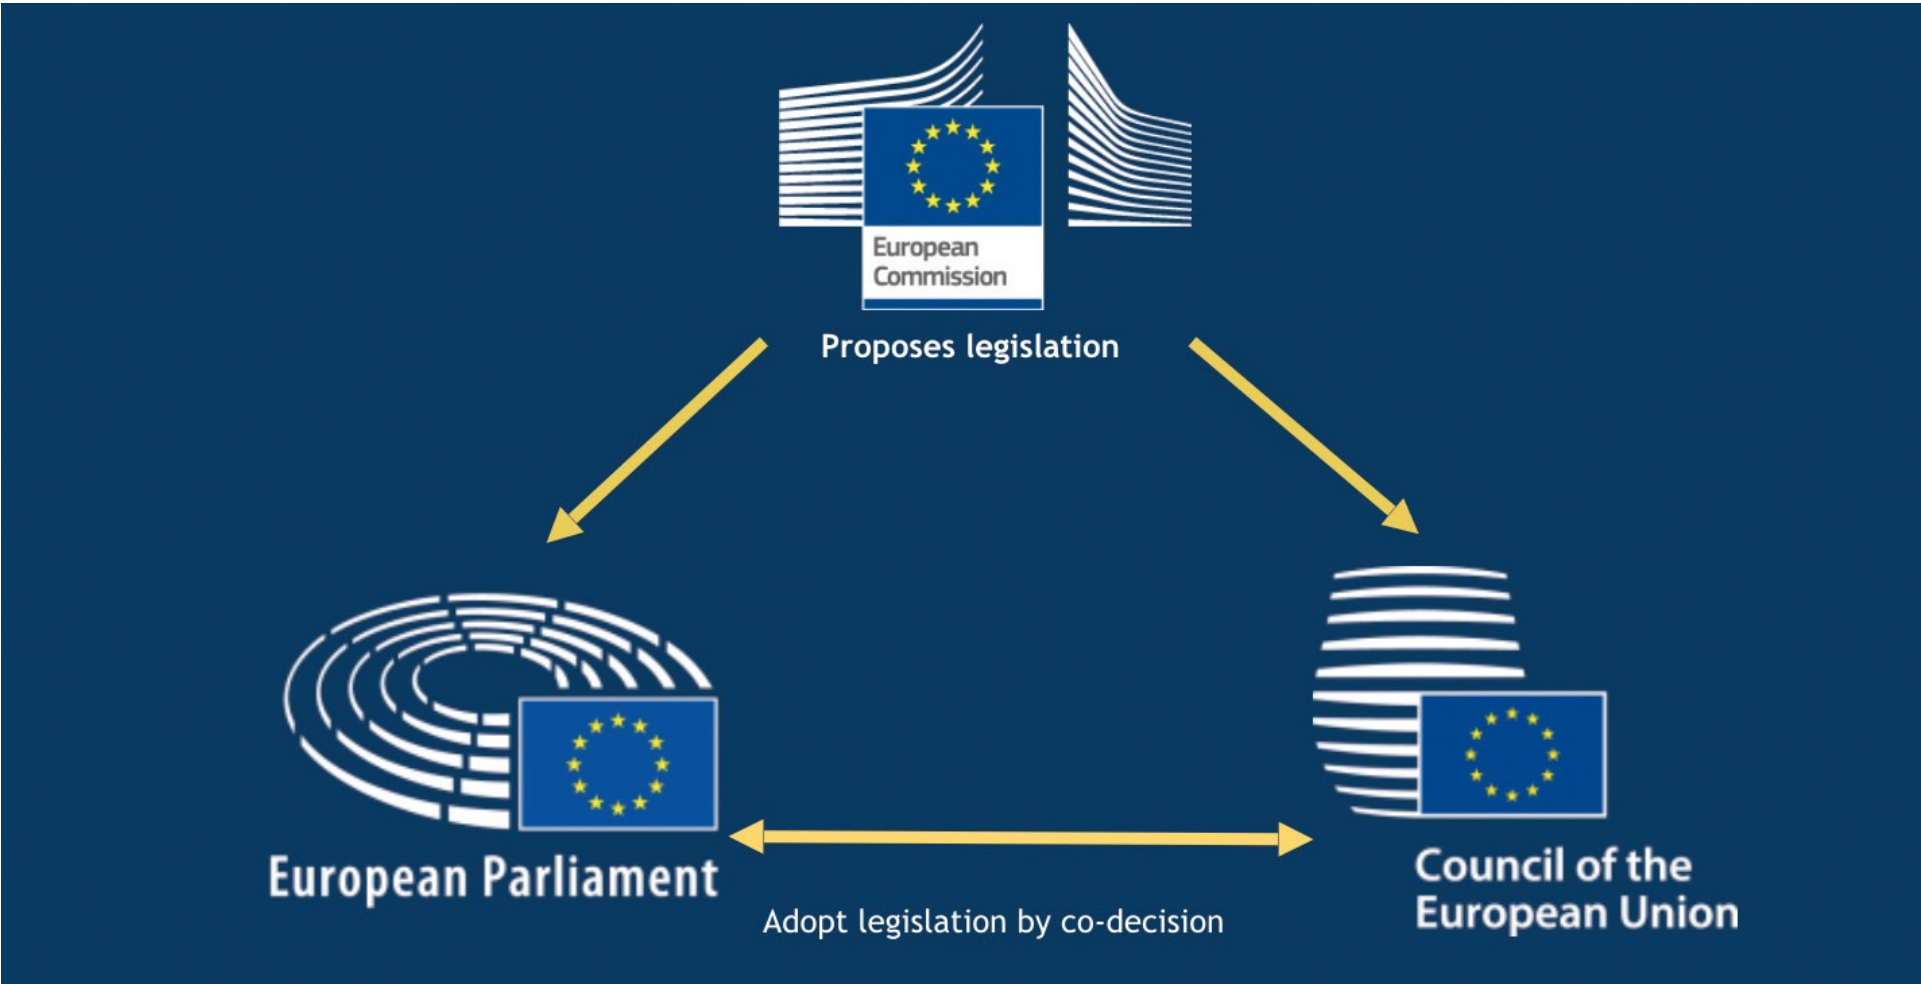 European
Commission
Proposes legislation
European Parliament
Council of the
European Union
Adopt legislation by co-decision